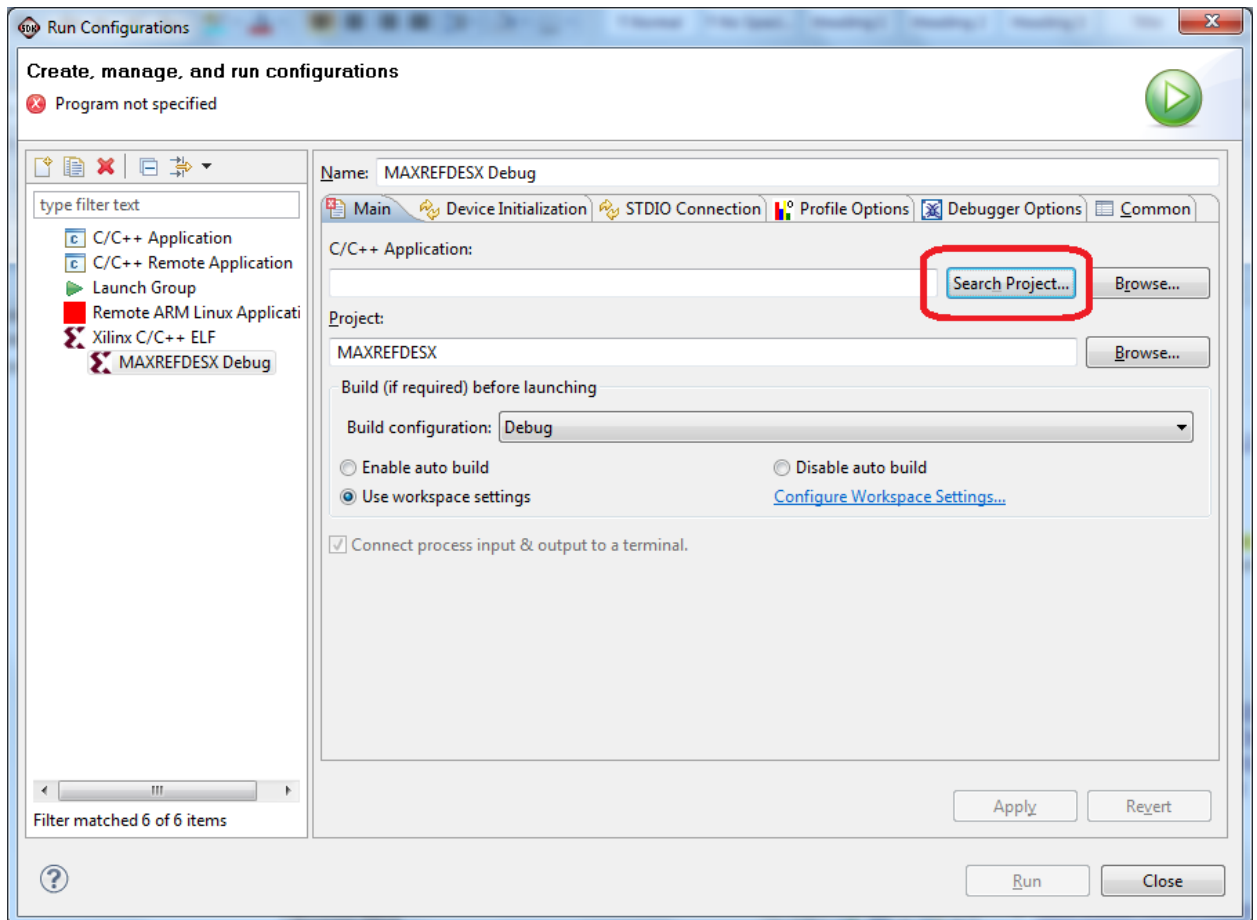 SDK Run Configurations
Create, manage, and run configurations
Program not specified
type filter text
C/C++ Application
C/C++ Remote Application
Launch Group
Remote ARM Linux Applicati
Xilinx C/C++ ELF
MAXREFDESX Debug
Filter matched 6 of 6 items
Name: MAXREFDESX Debug
Main Device Initialization STDIO Connection Profile Options Debugger Options Common
C/C++ Application:
Search Project... Browse...
Project:
MAXREFDESX Browse...
Build (if required) before launching
Build configuration: Debug
Enable auto build Disable auto build
Use workspace settings Configure Workspace Settings...
Connect process input & output to a terminal.
Apply Revert
Run Close